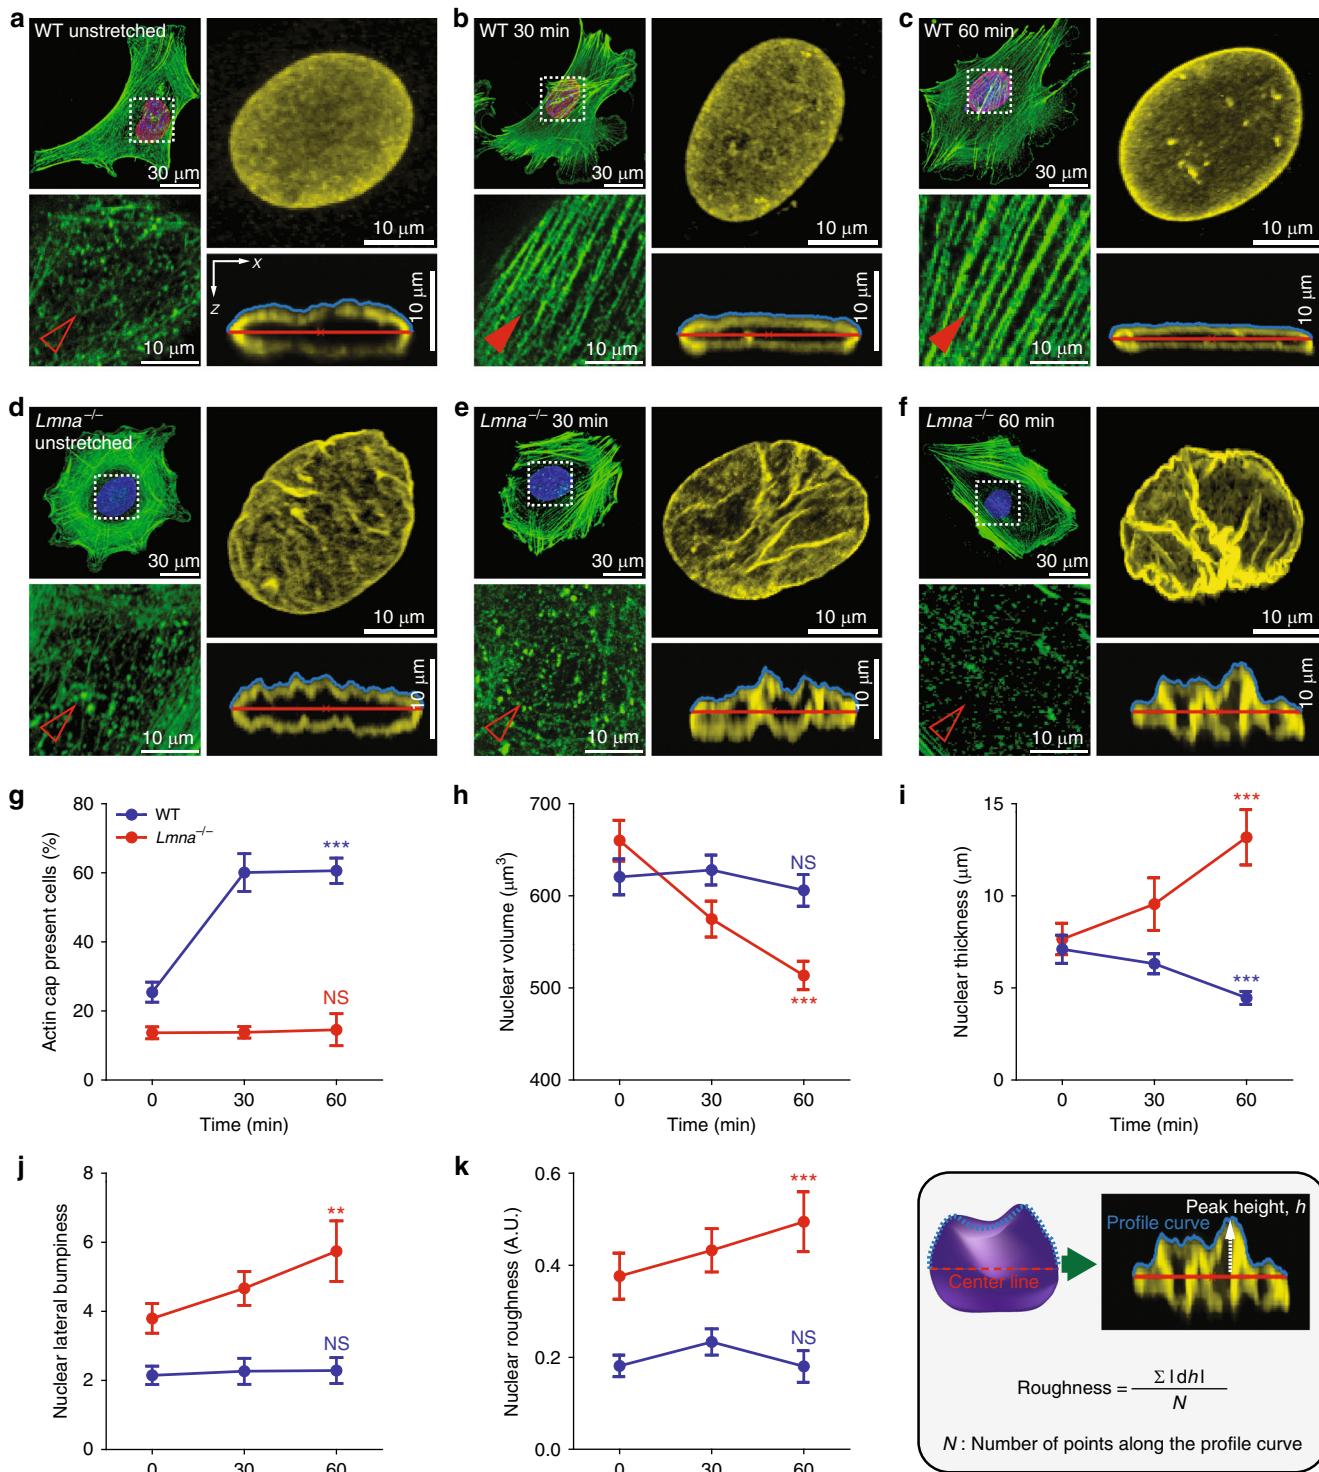 a
WT unstretched
30 μm
10 μm
10 μm
x
z
10 μm
b
WT 30 min
30 μm
10 μm
10 μm
10 μm
c
WT 60 min
30 μm
10 μm
10 μm
10 μm
d
Lmna–/–
unstretched
30 μm
10 μm
10 μm
10 μm
e
Lmna–/– 30 min
30 μm
10 μm
10 μm
10 μm
f
Lmna–/– 60 min
30 μm
10 μm
10 μm
10 μm
g
Actin cap present cells (%)
80
60
40
20
0
WT
Lmna–/–
***
NS
0 30 60
Time (min)
h
Nuclear volume (μm³)
700
600
500
400
NS
***
0 30 60
Time (min)
i
Nuclear thickness (μm)
15
10
5
0
***
***
0 30 60
Time (min)
j
Nuclear lateral bumpiness
8
6
4
2
0
**
NS
0 30 60
k
Nuclear roughness (A.U.)
0.6
0.4
0.2
0.0
***
NS
0 30 60
Center line
Profile curve
Peak height, h
Roughness = Σ|dh|
N
N : Number of points along the profile curve